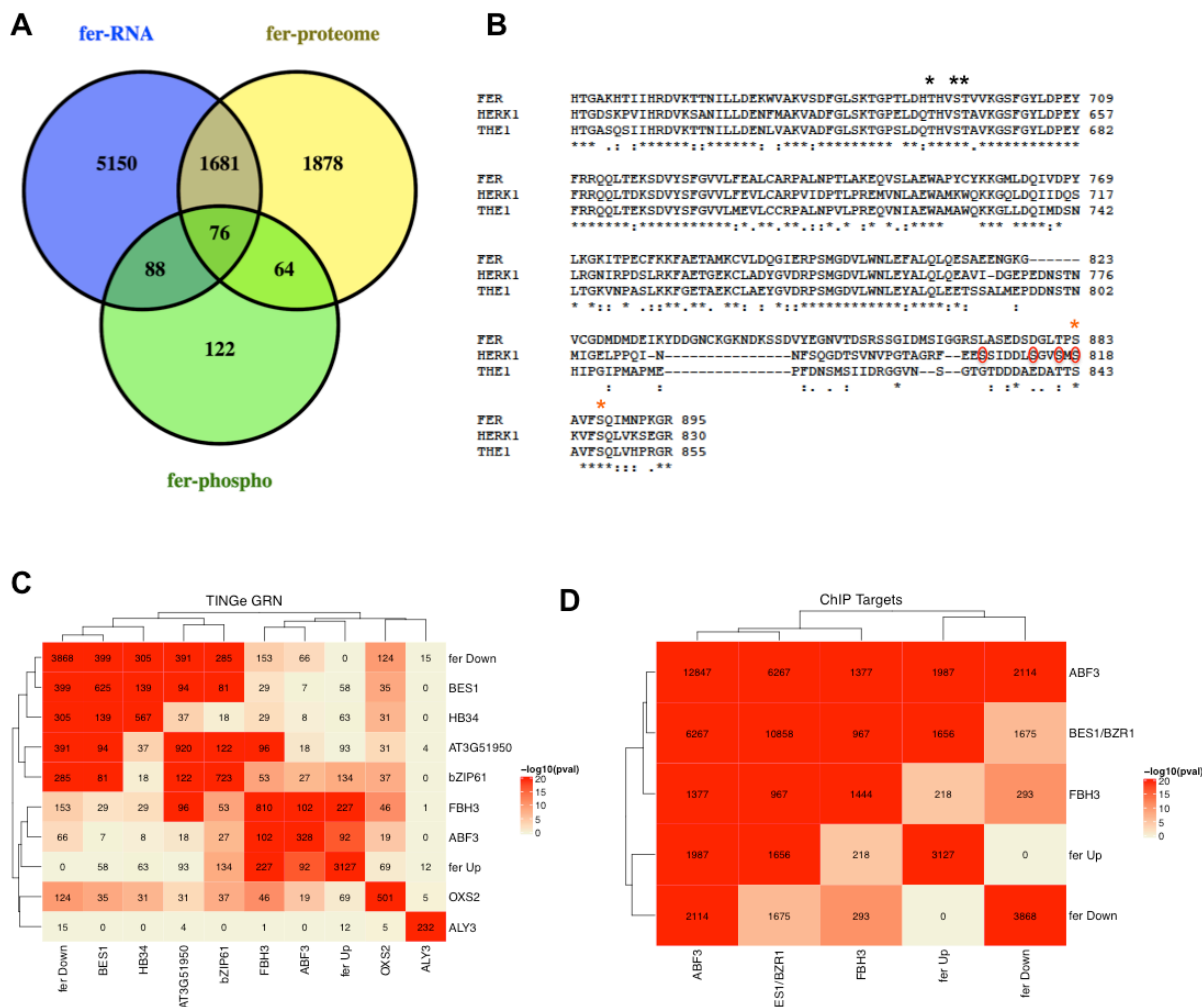 A
B
fer-RNA
fer-proteome
5150
1681
1878
76
88
64
122
fer-phospho
* **
FER HTGAKHTIIHRDVKTTNILLDEKWVAKVSDFGLSKTGPTLDHTHVSTVVKGSFGYLDPEY 709
HERK1 HTGDSKPVIHRDVKSANILLDENFMAKVADFGLSKTGPELDQTHVSTAVKGSFGYLDPEY 657
THE1 HTGASQSIIHRDVKTTNILLDENLVAKVADFGLSKTGPSLDQTHVSTAVKGSFGYLDPEY 682
FER FRRQQLTEKSDVYSFGVVLFEALCARPALNPTLAKEQVSLAEWAPYCYKKGMLDQIVDPY 769
HERK1 FRRQQLTDKSDVYSFGVVLFEVLCARPVIDPTLPREMVNLAEWAMKWQKKGQLDQIIDQS 717
THE1 FRRQQLTEKSDVYSFGVVLMEVLCCRPALNPVLPREQVNIAEWAMAWQKKGLLDQIMDSN 742
FER LKGKITPECFKKFAETAMKCVLDQGIERPSMGDVLWNLEFALQLQESAEENGKG------ 823
HERK1 LRGNIRPDSLRKFAETGEKCLADYGVDRPSMGDVLWNLEYALQLQEAVI-DGEPEDNSTN 776
THE1 LTGKVNPASLKKFGETAEKCLAEYGVDRPSMGDVLWNLEYALQLEETSSALMEPDDNSTN 802
*
FER VCGDMDMDEIKYDDGNCKGKNDKSSDVYEGNVTDSRSSGIDMSIGGRSLASEDSDGLTPS 883
HERK1 MIGELPPQI-N--------------NFSQGDTSVNVPGTAGRF--EESSIDDLSGVSMS 818
THE1 HIPGIPMAPME--------------PFDNSMSIIDRGGVN--S--GTGTDDDAEDATTS 843
*
FER AVFSQIMNPKGR 895
HERK1 KVFSQLVKSEGR 830
THE1 AVFSQLVHPRGR 855
C
TINGe GRN
3868 399 305 391 285 153 66 0 124 15 fer Down
399 625 139 94 81 29 7 58 35 0 BES1
305 139 567 37 18 29 8 63 31 0 HB34
391 94 37 920 122 96 18 93 31 4 AT3G51950
285 81 18 122 723 53 27 134 37 0 bZIP61
153 29 29 96 53 810 102 227 46 1 FBH3
66 7 8 18 27 102 328 92 19 0 ABF3
0 58 63 93 134 227 92 3127 69 12 fer Up
124 35 31 31 37 46 19 69 501 5 OXS2
15 0 0 4 0 1 0 12 5 232 ALY3
fer Down BES1 HB34 AT3G51950 bZIP61 FBH3 ABF3 fer Up OXS2 ALY3
-log10(pval)
20
15
10
5
0
D
ChIP Targets
12847 6267 1377 1987 2114 ABF3
6267 10858 967 1656 1675 BES1/BZR1
1377 967 1444 218 293 FBH3
1987 1656 218 3127 0 fer Up
2114 1675 293 0 3868 fer Down
ABF3 ES1/BZR1 FBH3 fer Up fer Down
-log10(pval)
20
15
10
5
0